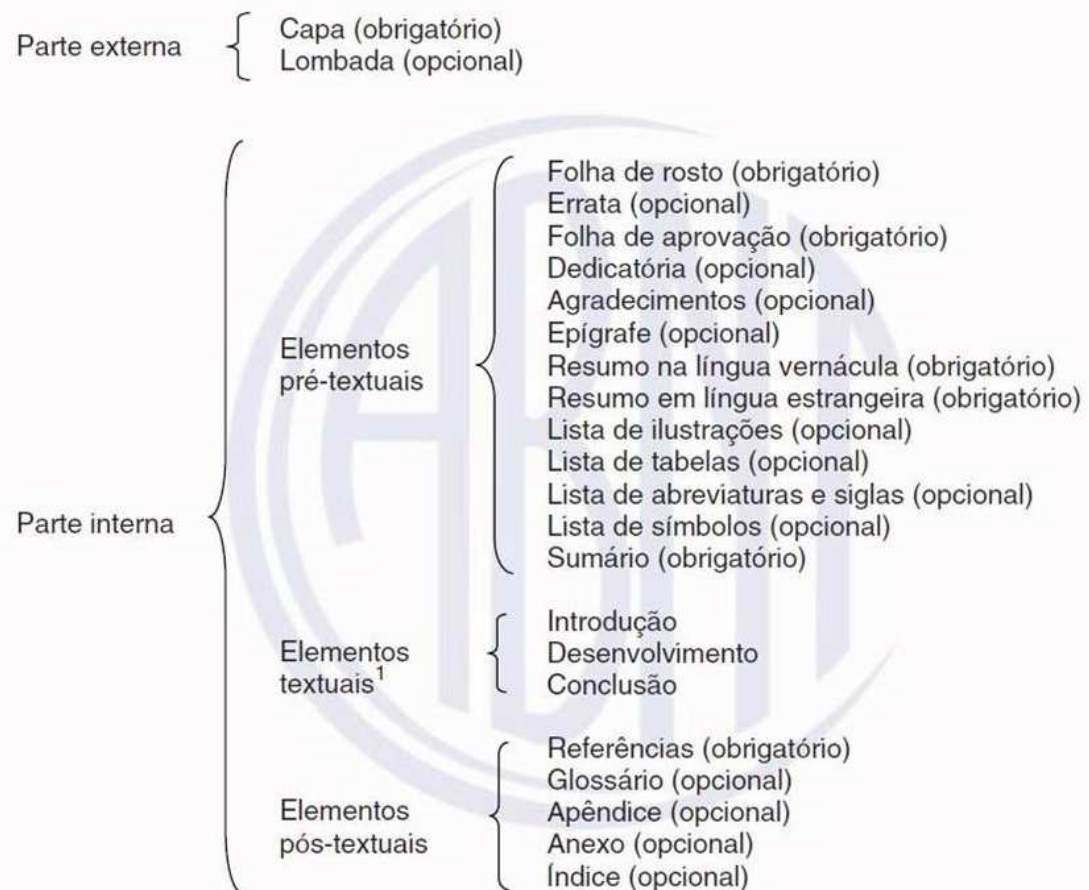 Parte externa
Capa (obrigatório)
Lombada (opcional)
Parte interna
Elementos
pré-textuais
Folha de rosto (obrigatório)
Errata (opcional)
Folha de aprovação (obrigatório)
Dedicatória (opcional)
Agradecimentos (opcional)
Epígrafe (opcional)
Resumo na língua vernácula (obrigatório)
Resumo em língua estrangeira (obrigatório)
Lista de ilustrações (opcional)
Lista de tabelas (opcional)
Lista de abreviaturas e siglas (opcional)
Lista de símbolos (opcional)
Sumário (obrigatório)
Elementos
textuais¹
Introdução
Desenvolvimento
Conclusão
Elementos
pós-textuais
Referências (obrigatório)
Glossário (opcional)
Apêndice (opcional)
Anexo (opcional)
Índice (opcional)
ABNT